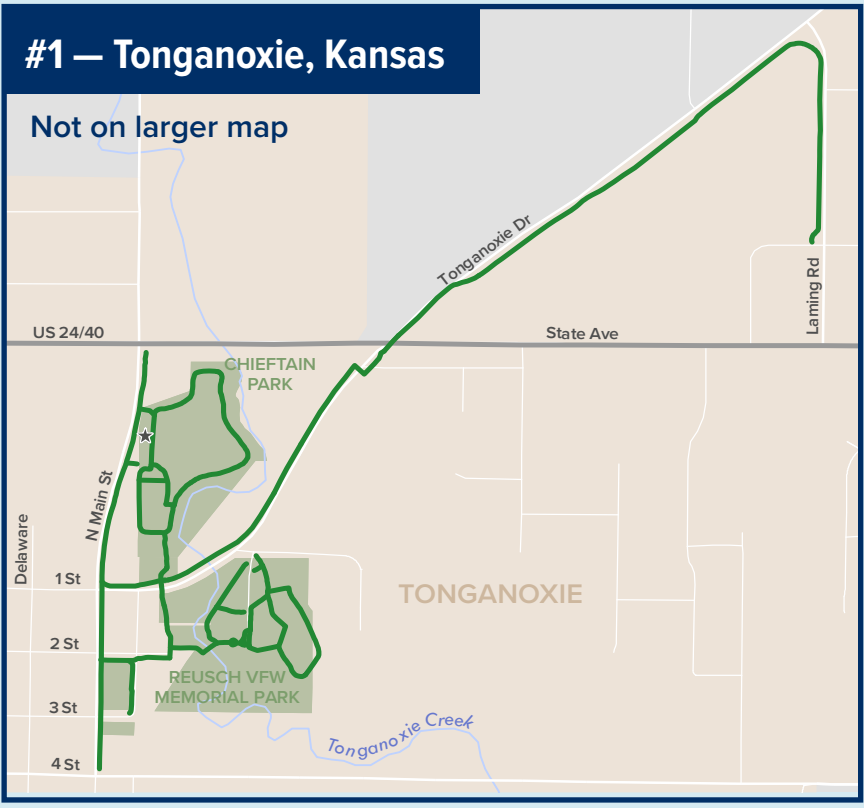 #1 — Tonganoxie, Kansas
Not on larger map
Tonganoxie Dr
Laming Rd
US 24/40
State Ave
CHIEFTAIN
PARK
N Main St
Delaware
1 St
TONGANOXIE
2 St
REUSCH VFW
MEMORIAL PARK
3 St
Tonganoxie Creek
4 St